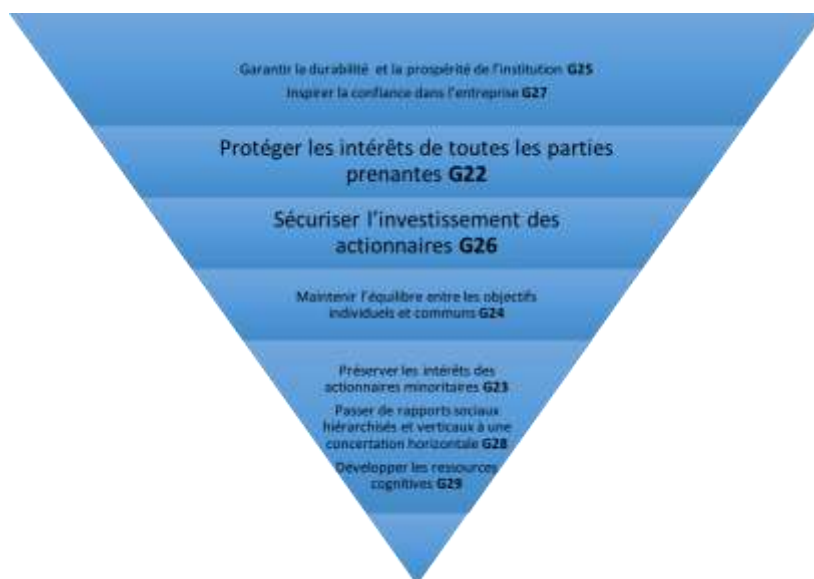 Garantir la durabilité et la prospérité de l'institution G25
Inspirer la confiance dans l'entreprise G27
Protéger les intérêts de toutes les parties
prenantes G22
Sécuriser l'investissement des
actionnaires G26
Maintenir l'équilibre entre les objectifs
individuels et communs G24
Préserver les intérêts des
actionnaires minoritaires G23
Passer de rapports sociaux
hiérarchisés et verticaux à une
concertation horizontale G28
Développer les ressources
cognitives G29